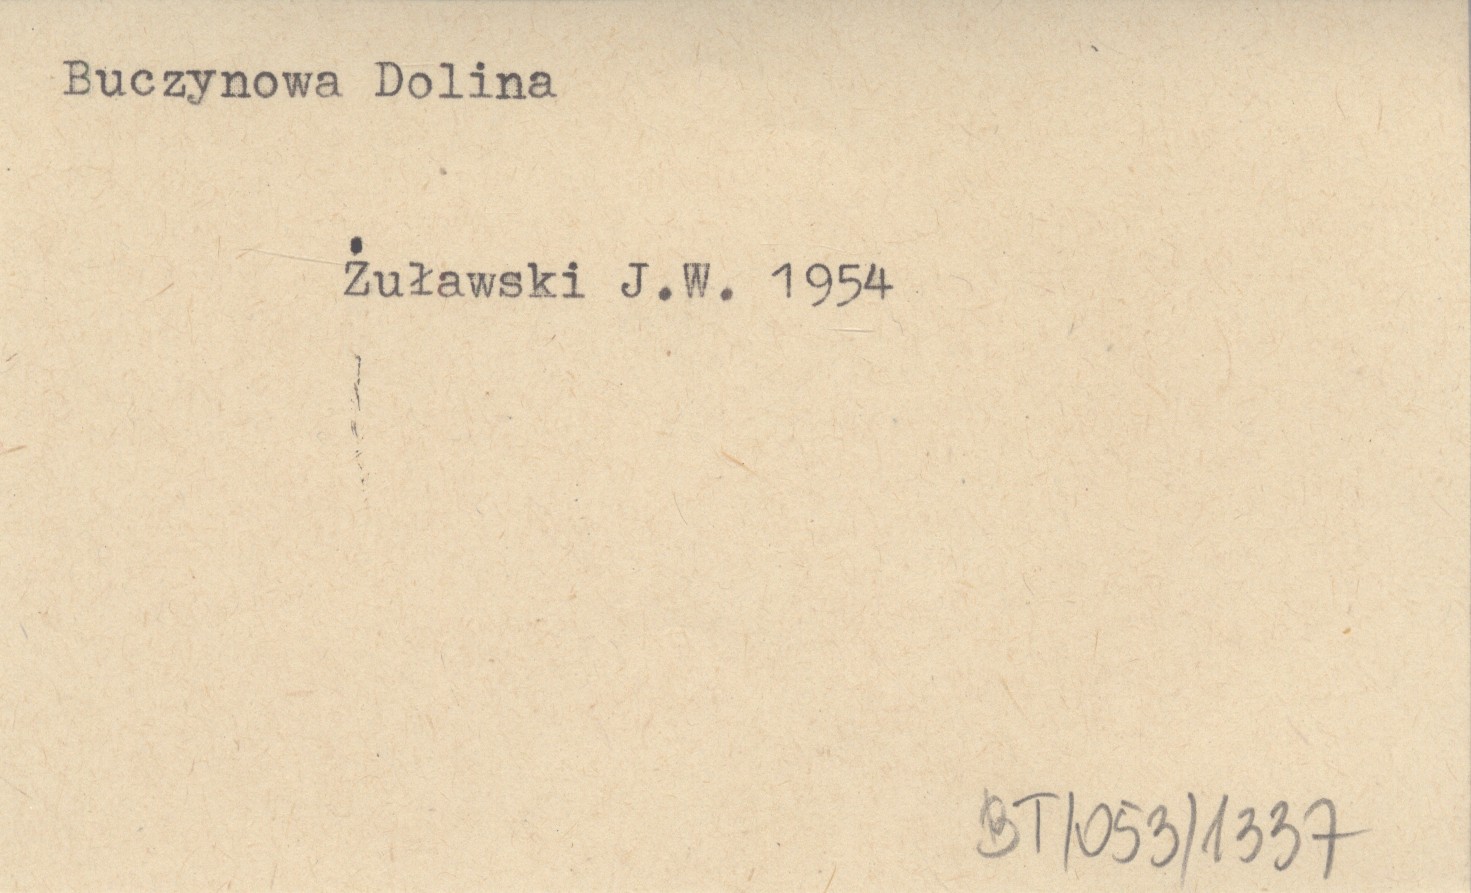 Buczynowa Dolina
Żuławski J.W. 1954
BT/053/1337